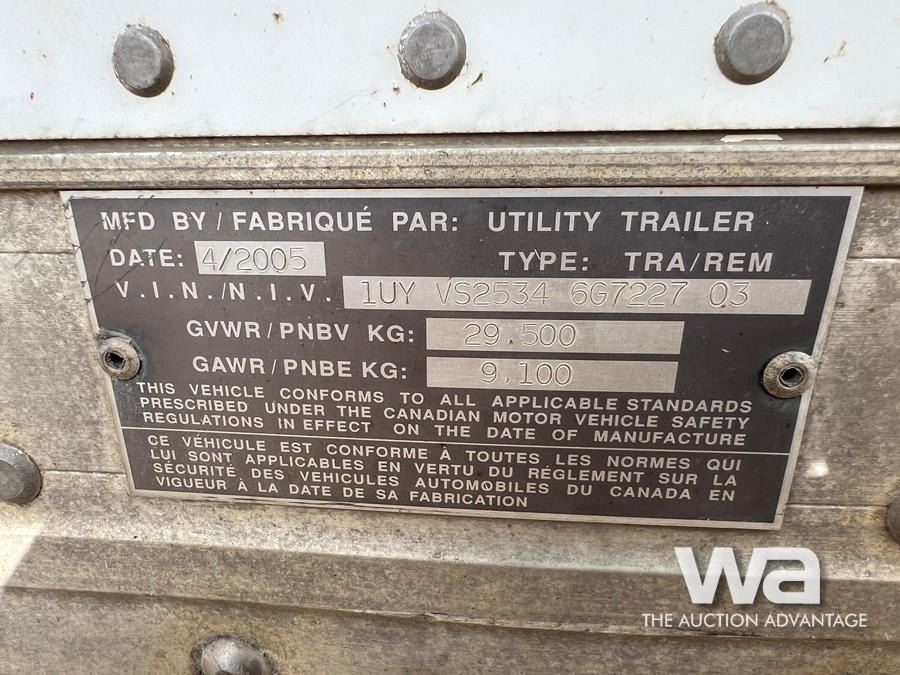 MFD BY / FABRIQUÉ PAR: UTILITY TRAILER
DATE: 4/2005 TYPE: TRA/REM
V.I.N./N.I.V. 1UY VS2534 6G7227 03
GVWR/PNBV KG: 29,500
GAWR/PNBE KG: 9,100
THIS VEHICLE CONFORMS TO ALL APPLICABLE STANDARDS
PRESCRIBED UNDER THE CANADIAN MOTOR VEHICLE SAFETY
REGULATIONS IN EFFECT ON THE DATE OF MANUFACTURE
CE VÉHICULE EST CONFORME À TOUTES LES NORMES QUI
LUI SONT APPLICABLES EN VERTU DU RÉGLEMENT SUR LA
SÉCURITÉ DES VEHICULES AUTOMOBILES DU CANADA EN
VIGUEUR À LA DATE DE SA FABRICATION
wa
THE AUCTION ADVANTAGE